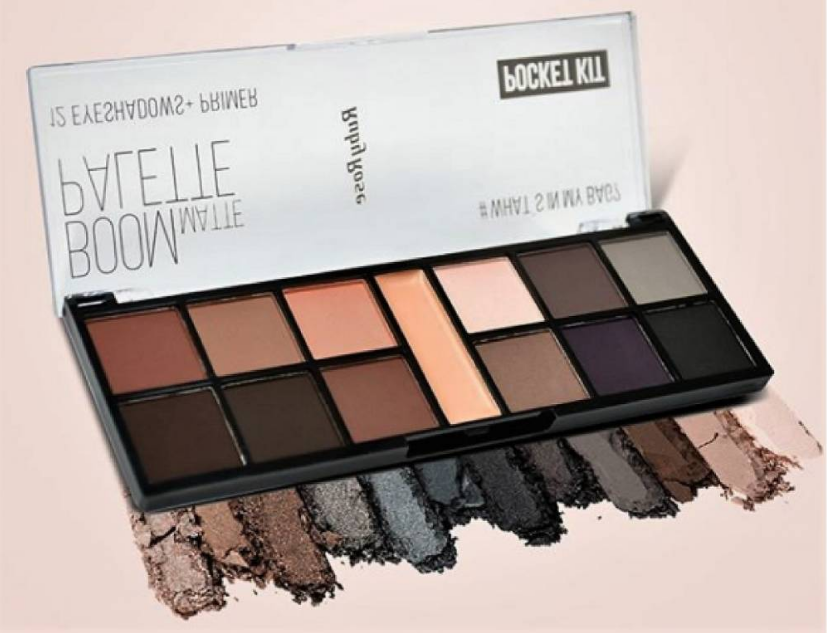 BOOM MATTE
PALETTE
12 EYESHADOWS+ PRIMER
Ruby Rose
#WHAT'S IN MY BAG?
POCKET KIT